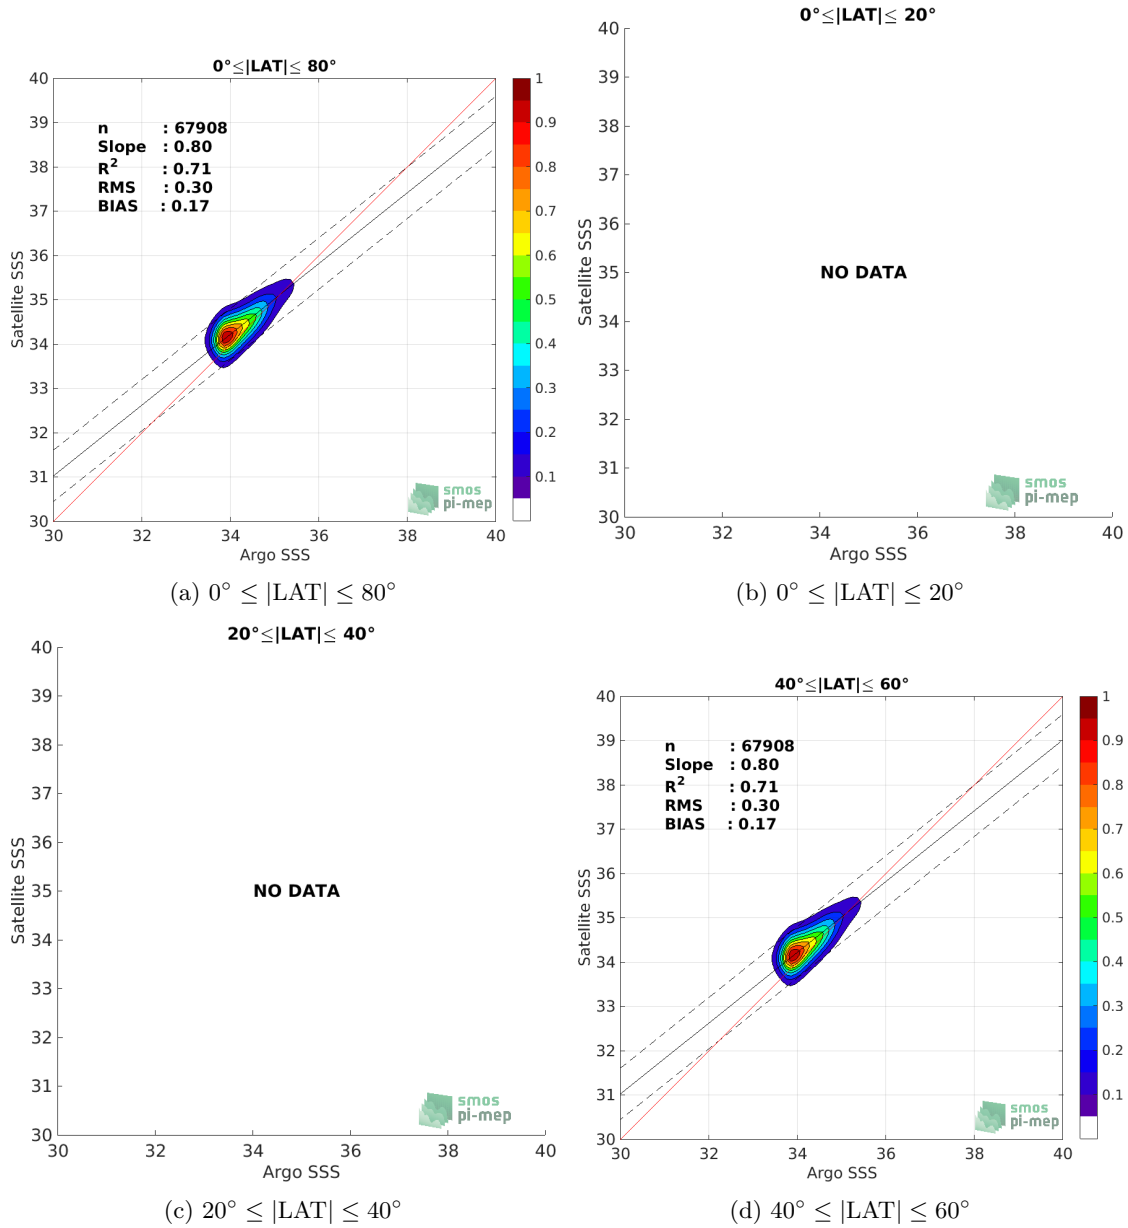 0°≤|LAT|≤ 80°
40
39
38
37
36
35
34
33
32
31
30
Satellite SSS
n : 67908
Slope : 0.80
R² : 0.71
RMS : 0.30
BIAS : 0.17
smos
pi-mep
30 32 34 36 38 40
Argo SSS
1
0.9
0.8
0.7
0.6
0.5
0.4
0.3
0.2
0.1
(a) 0° ≤ |LAT| ≤ 80°
0°≤|LAT|≤ 20°
40
39
38
37
36
35
34
33
32
31
30
Satellite SSS
NO DATA
smos
pi-mep
30 32 34 36 38 40
Argo SSS
(b) 0° ≤ |LAT| ≤ 20°
20°≤|LAT|≤ 40°
40
39
38
37
36
35
34
33
32
31
30
Satellite SSS
NO DATA
smos
pi-mep
30 32 34 36 38 40
Argo SSS
(c) 20° ≤ |LAT| ≤ 40°
40°≤|LAT|≤ 60°
40
39
38
37
36
35
34
33
32
31
30
Satellite SSS
n : 67908
Slope : 0.80
R² : 0.71
RMS : 0.30
BIAS : 0.17
smos
pi-mep
30 32 34 36 38 40
Argo SSS
1
0.9
0.8
0.7
0.6
0.5
0.4
0.3
0.2
0.1
(d) 40° ≤ |LAT| ≤ 60°